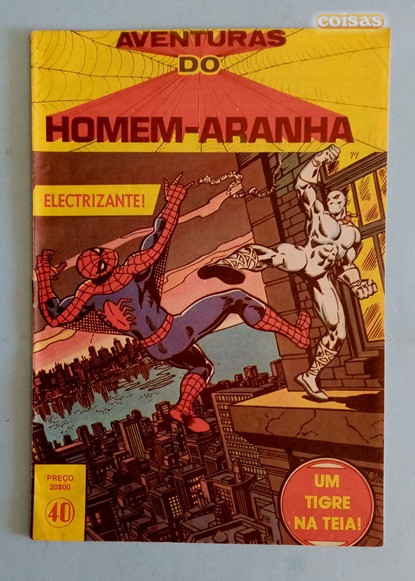 coisas
AVENTURAS
DO
HOMEM-ARANHA
ELECTRIZANTE!
PREÇO
20$00
40
UM
TIGRE
NA TEIA!